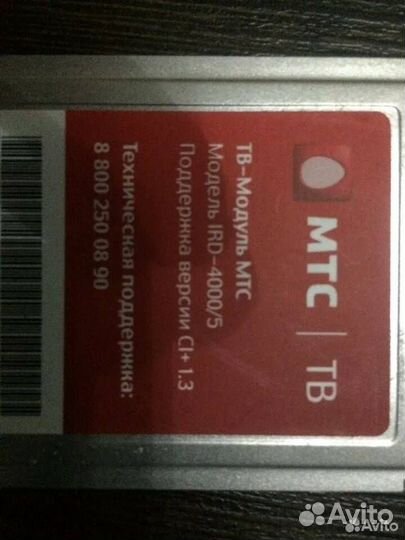 МТС | ТВ
ТВ-Модуль МТС
Модель IRD-4000/5
Поддержка версии CI+ 1.3
Техническая поддержка:
8 800 250 08 90
Avito
Avito